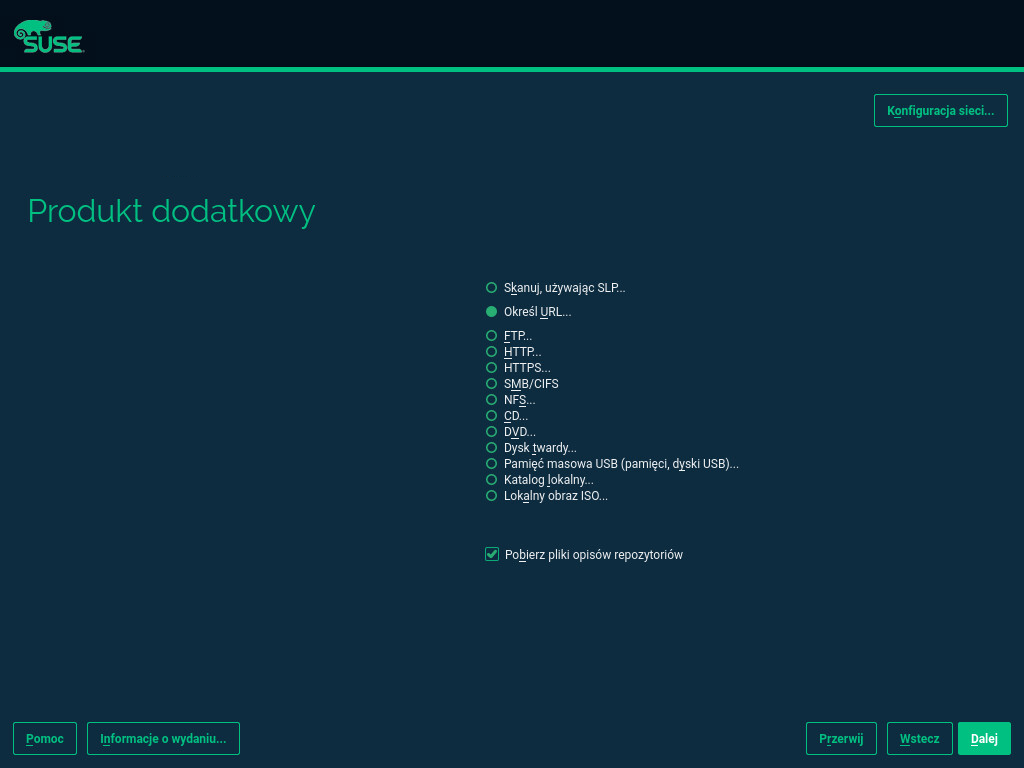 SUSE
Konfiguracja sieci...
Produkt dodatkowy
Skanuj, używając SLP...
Określ URL...
FTP...
HTTP...
HTTPS...
SMB/CIFS
NFS...
CD...
DVD...
Dysk twardy...
Pamięć masowa USB (pamięci, dyski USB)...
Katalog lokalny...
Lokalny obraz ISO...
Pobierz pliki opisów repozytoriów
Pomoc
Informacje o wydaniu...
Przerwij
Wstecz
Dalej